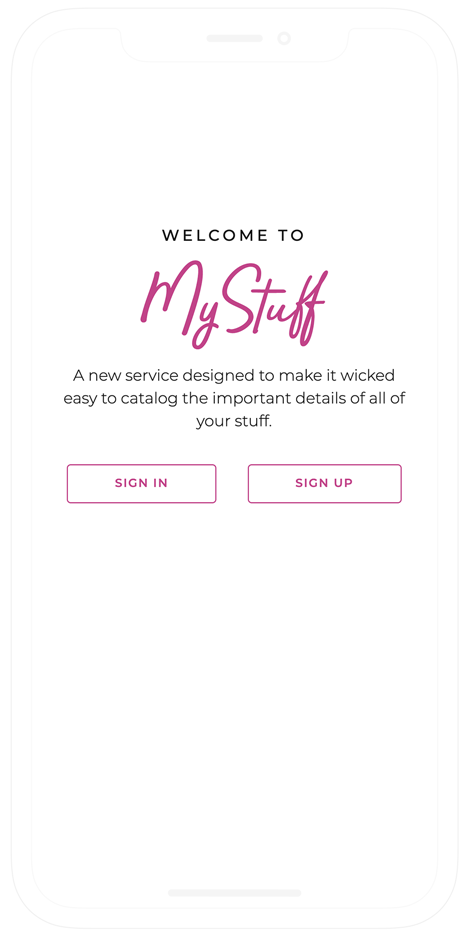 WELCOME TO
MyStuff
A new service designed to make it wicked
easy to catalog the important details of all of
your stuff.
SIGN IN
SIGN UP